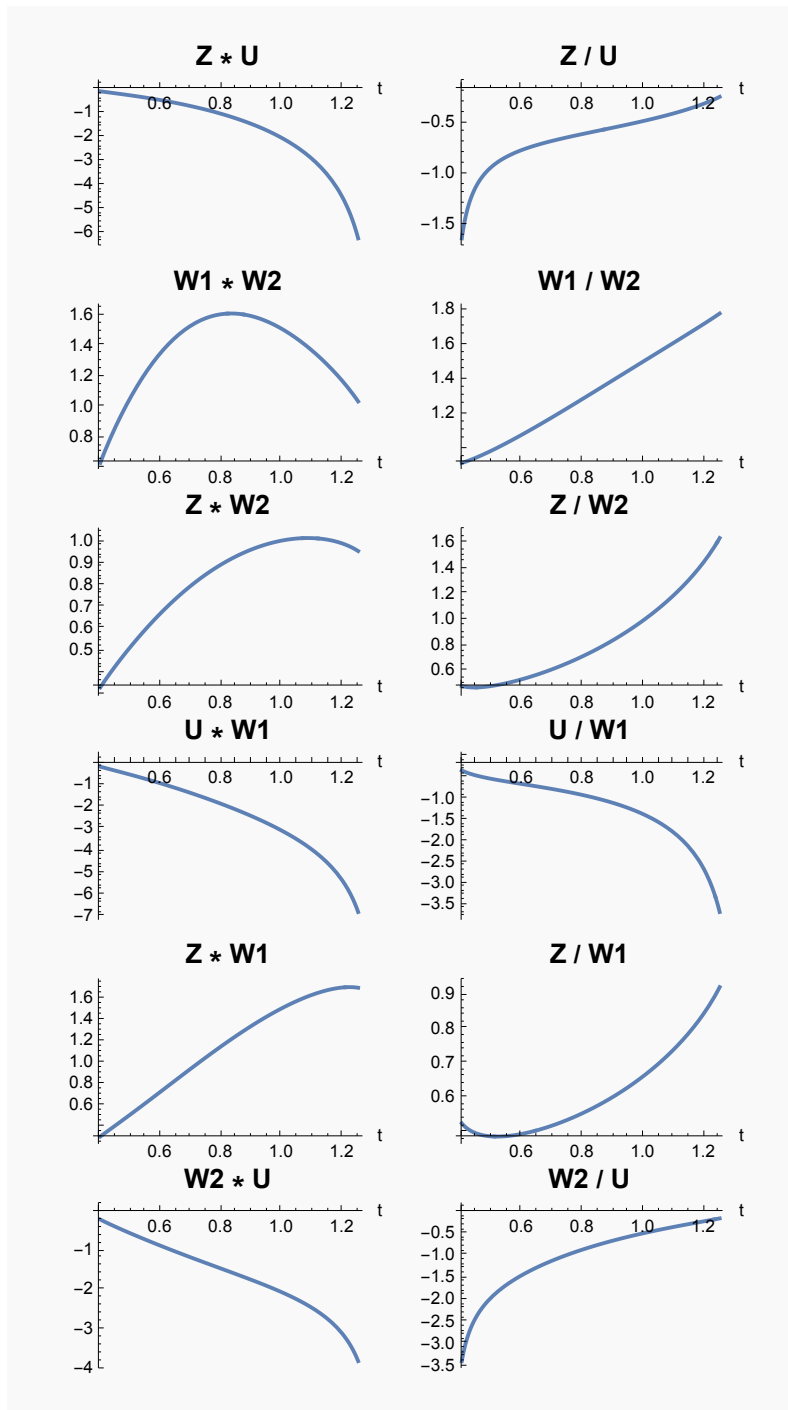 Z * U
t
0.6 0.8 1.0 1.2
−1
−2
−3
−4
−5
−6
Z / U
t
0.6 0.8 1.0 1.2
−0.5
−1.0
−1.5
W1 * W2
1.6
1.4
1.2
1.0
0.8
t
0.6 0.8 1.0 1.2
W1 / W2
1.8
1.6
1.4
1.2
t
0.6 0.8 1.0 1.2
Z * W2
1.0
0.9
0.8
0.7
0.6
0.5
t
0.6 0.8 1.0 1.2
Z / W2
1.6
1.4
1.2
1.0
0.8
0.6
t
0.6 0.8 1.0 1.2
U * W1
t
0.6 0.8 1.0 1.2
−1
−2
−3
−4
−5
−6
−7
U / W1
t
0.6 0.8 1.0 1.2
−1.0
−1.5
−2.0
−2.5
−3.0
−3.5
Z * W1
1.6
1.4
1.2
1.0
0.8
0.6
t
0.6 0.8 1.0 1.2
Z / W1
0.9
0.8
0.7
0.6
t
0.6 0.8 1.0 1.2
W2 * U
t
0.6 0.8 1.0 1.2
−1
−2
−3
−4
W2 / U
t
0.6 0.8 1.0 1.2
−0.5
−1.0
−1.5
−2.0
−2.5
−3.0
−3.5